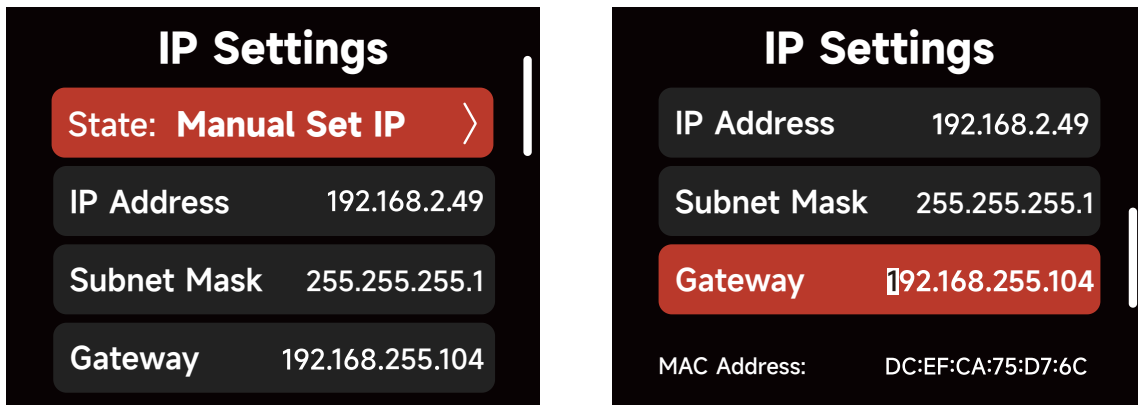 IP Settings
State: Manual Set IP
IP Address 192.168.2.49
Subnet Mask 255.255.255.1
Gateway 192.168.255.104
IP Settings
IP Address 192.168.2.49
Subnet Mask 255.255.255.1
Gateway 192.168.255.104
MAC Address: DC:EF:CA:75:D7:6C